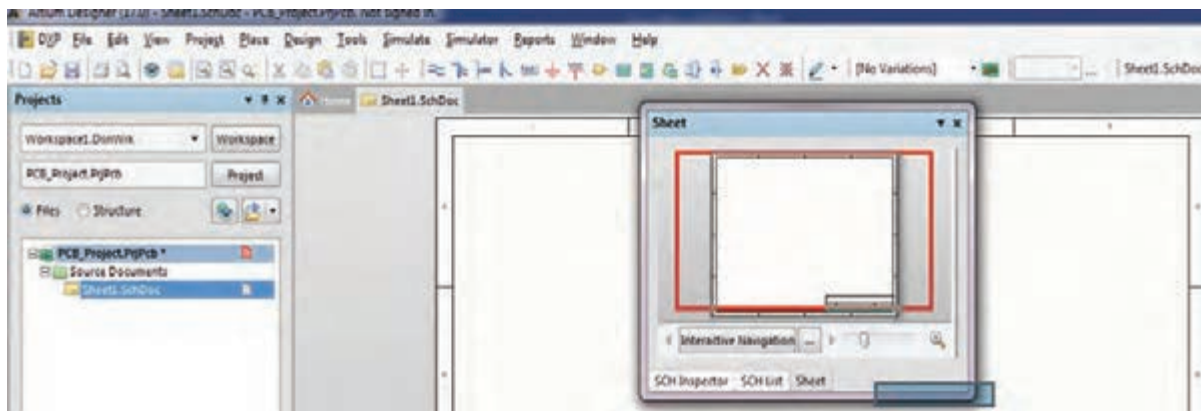 Altium Designer (17.0) - Sheet1.SchDoc - PCB_Project.PrjPcb. Not signed in.
DXP File Edit View Project Place Design Tools Simulate Simulator Reports Window Help
[No Variations] ... Sheet1.SchDoc
Projects
Sheet1.SchDoc
Workspace1.DsnWrk Workspace
PCB_Project.PrjPcb Project
Files Structure
PCB_Project.PrjPcb *
Source Documents
Sheet1.SchDoc
Sheet
Interactive Navigation ...
SCH Inspector SCH List Sheet